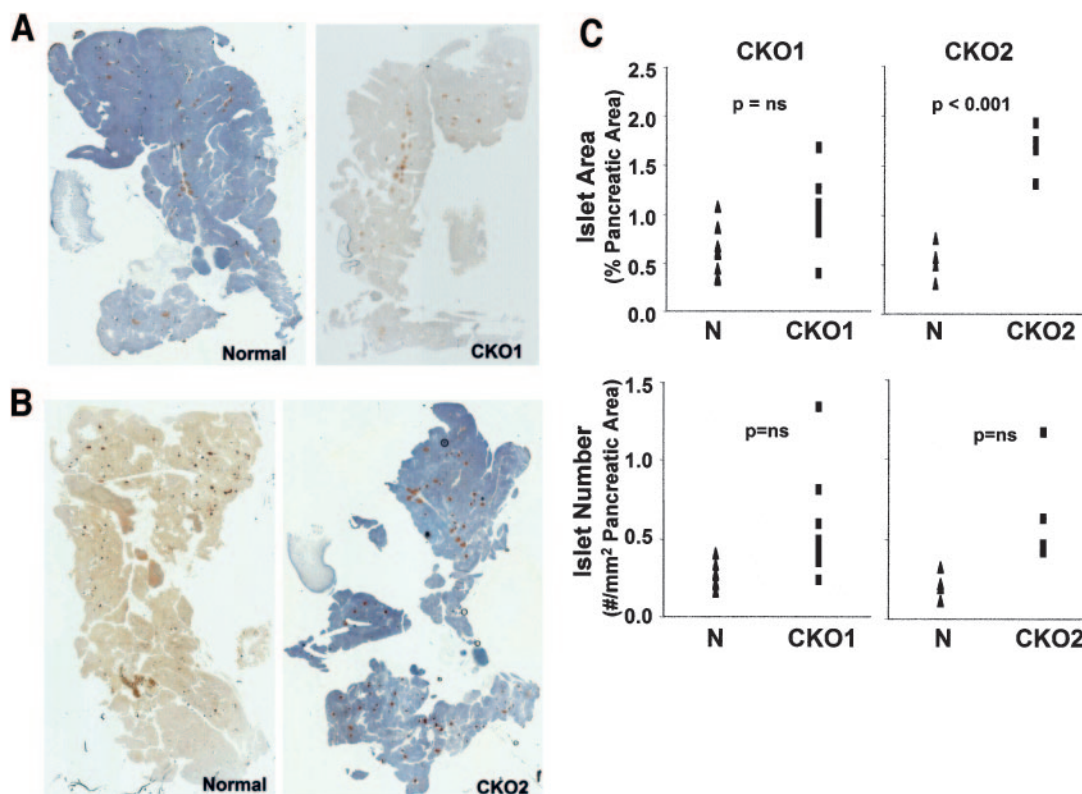 A
Normal
CKO1
B
Normal
CKO2
C
CKO1
CKO2
Islet Area
(% Pancreatic Area)
2.5
2.0
1.5
1.0
0.5
0.0
p = ns
p < 0.001
N
CKO1
N
CKO2
Islet Number
(#/mm² Pancreatic Area)
1.5
1.0
0.5
0.0
p=ns
p=ns
N
CKO1
N
CKO2